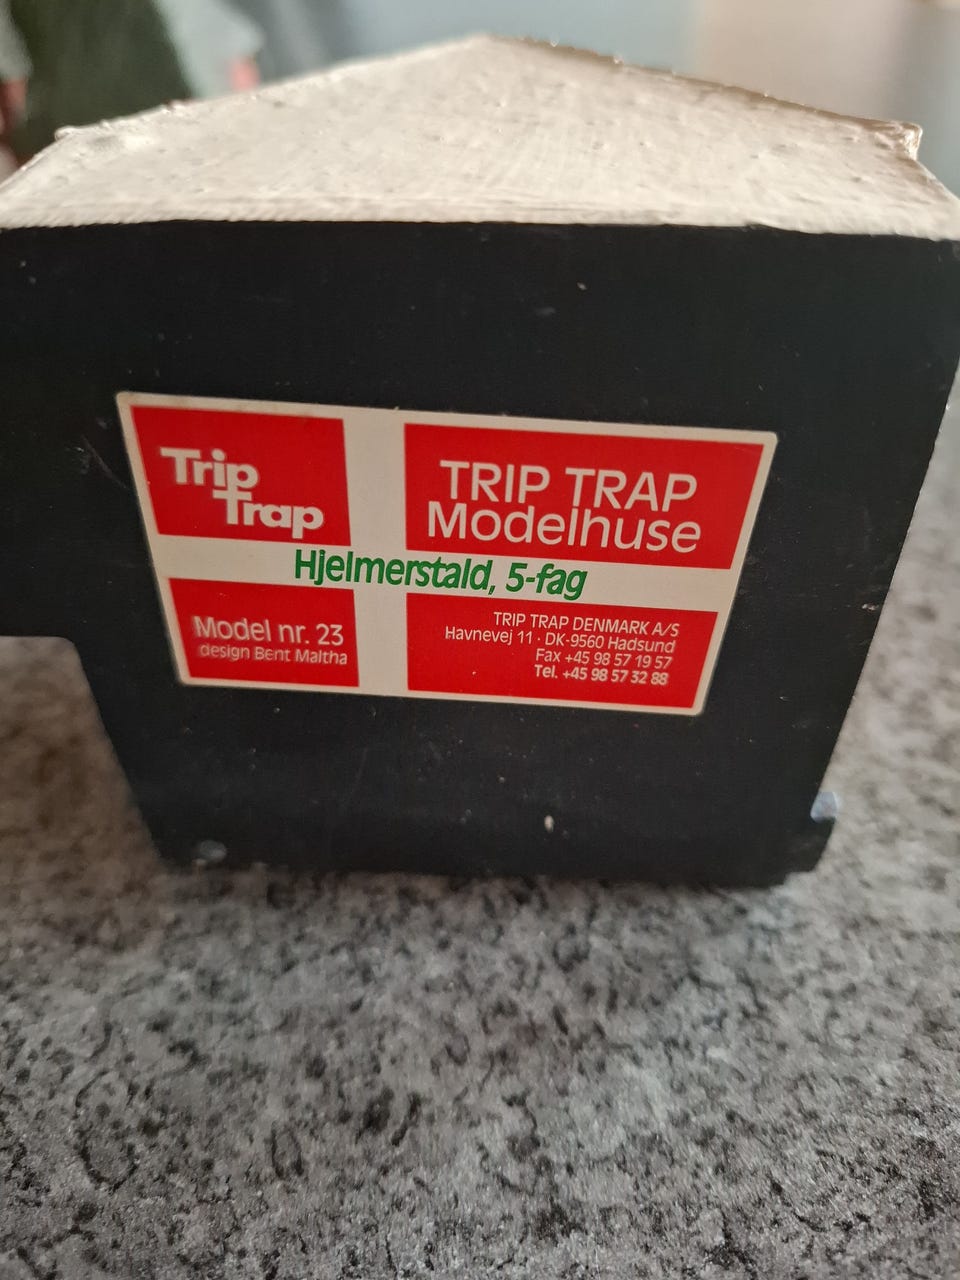 Trip
Trap
TRIP TRAP
Modelhuse
Hjelmerstald, 5-fag
Model nr. 23
design Bent Maltha
TRIP TRAP DENMARK A/S
Havnevej 11 · DK-9560 Hadsund
Fax +45 98 57 19 57
Tel. +45 98 57 32 88